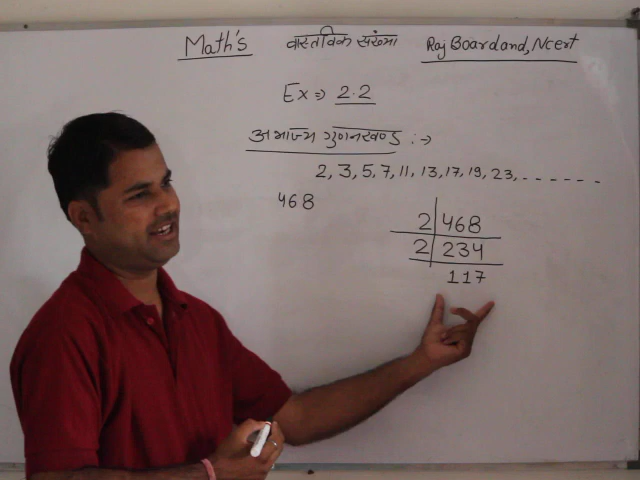 Math's वास्तविक संख्या Raj Board and, Ncert
Ex ⇒ 2.2
अभाज्य गुणनखण्ड :→
2, 3, 5, 7, 11, 13, 17, 19, 23, - - - - - -
468
2 | 468
2 | 234
117